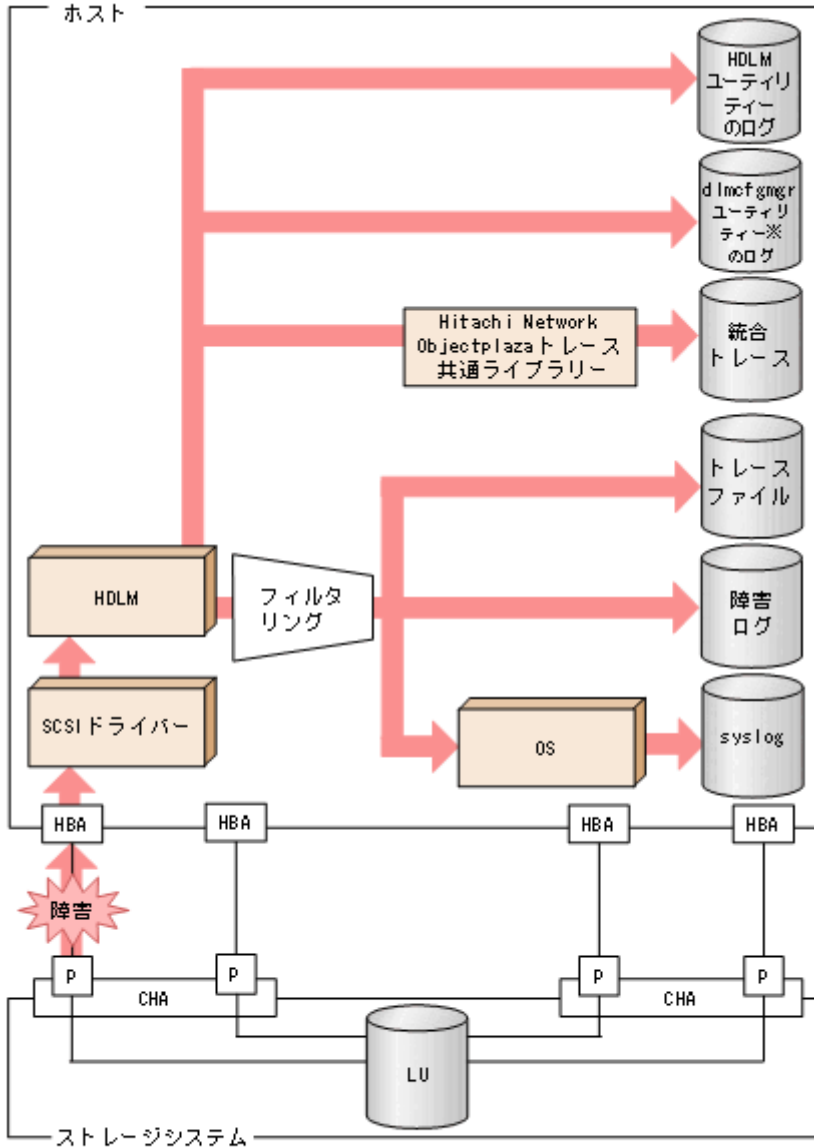 ホスト
HDLM
ユーティリ
ティー
のログ
dlmcfgmgr
ユーティリ
ティー※
のログ
Hitachi Network
Objectplazaトレース
共通ライブラリー
統合
トレース
トレース
ファイル
HDLM
フィルタ
リング
障害
ログ
SCSIドライバー
OS
syslog
HBA
HBA
HBA
HBA
障害
P
P
P
P
CHA
CHA
LU
ストレージシステム